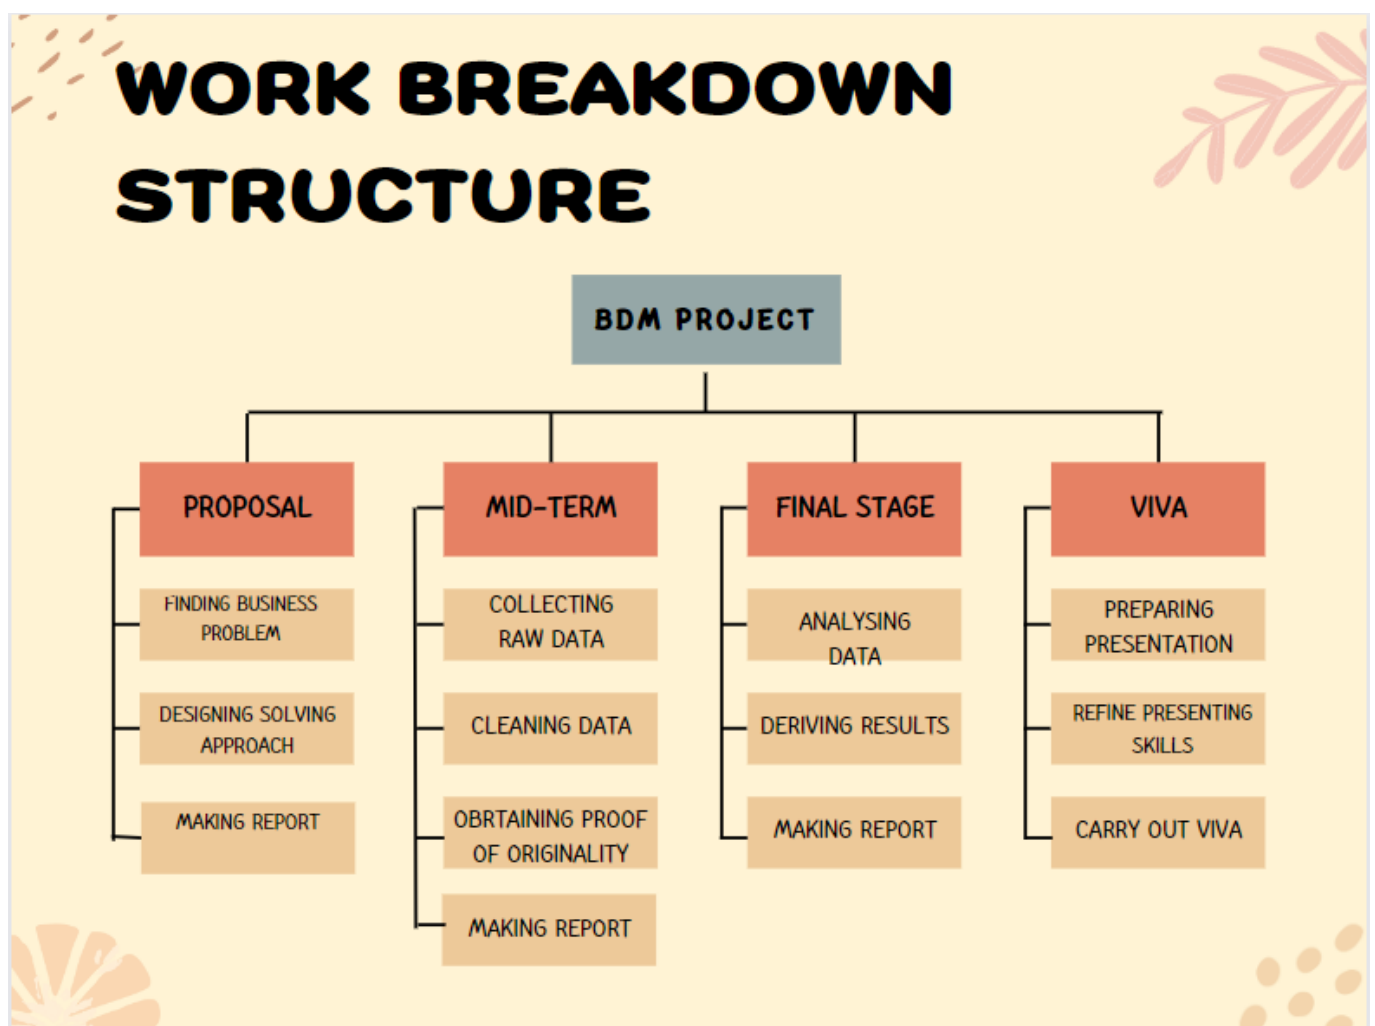 WORK BREAKDOWN
STRUCTURE
BDM PROJECT
PROPOSAL
FINDING BUSINESS
PROBLEM
DESIGNING SOLVING
APPROACH
MAKING REPORT
MID-TERM
COLLECTING
RAW DATA
CLEANING DATA
OBRTAINING PROOF
OF ORIGINALITY
MAKING REPORT
FINAL STAGE
ANALYSING
DATA
DERIVING RESULTS
MAKING REPORT
VIVA
PREPARING
PRESENTATION
REFINE PRESENTING
SKILLS
CARRY OUT VIVA